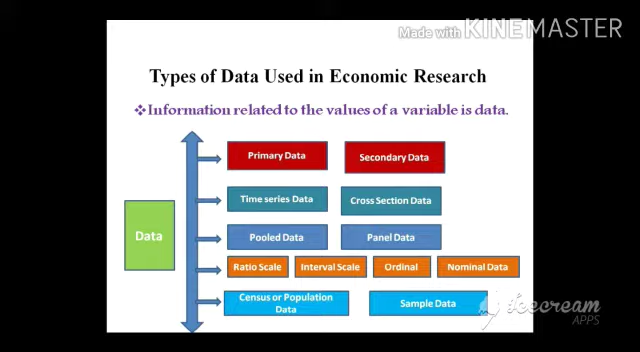 Made with KINEMASTER
Types of Data Used in Economic Research
❖Information related to the values of a variable is data.
Primary Data
Secondary Data
Time series Data
Cross Section Data
Data
Pooled Data
Panel Data
Ratio Scale
Interval Scale
Ordinal
Nominal Data
Census or Population
Data
Sample Data
icecream
APPS